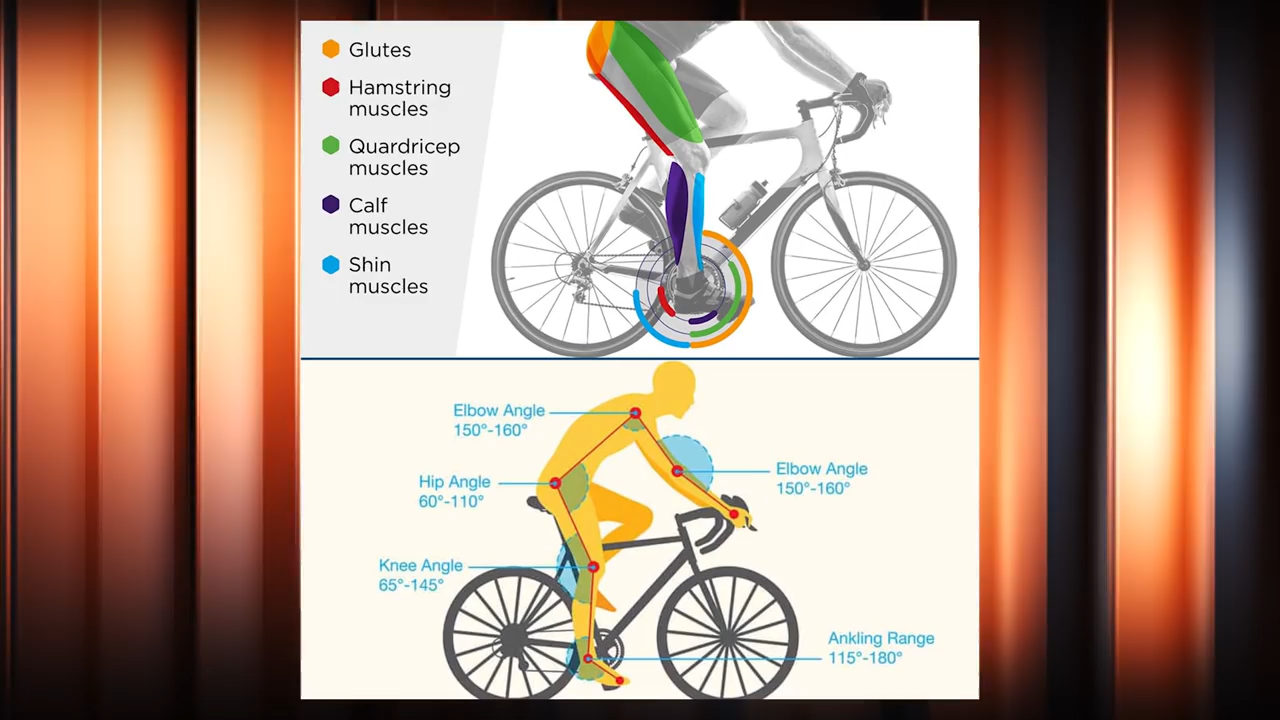 Glutes
Hamstring
muscles
Quardricep
muscles
Calf
muscles
Shin
muscles
Elbow Angle
150°-160°
Elbow Angle
150°-160°
Hip Angle
60°-110°
Knee Angle
65°-145°
Ankling Range
115°-180°